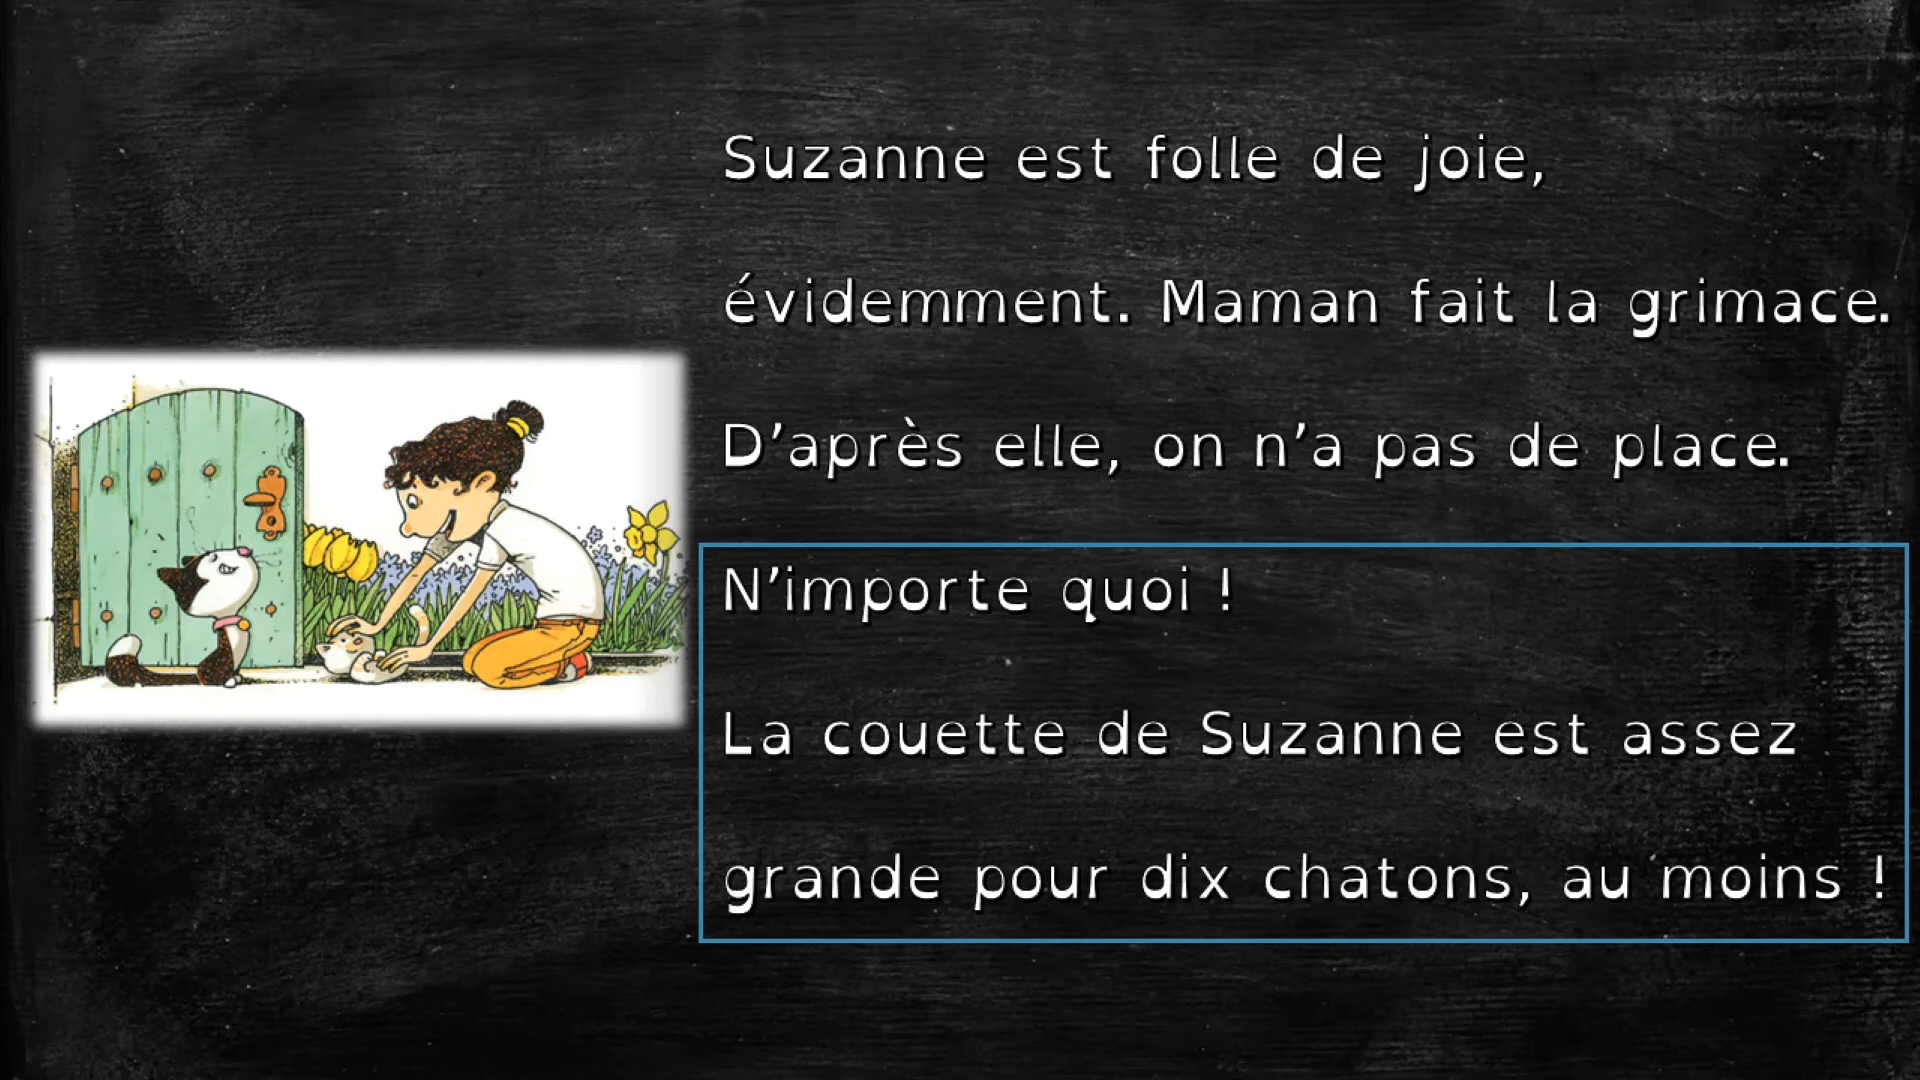 Suzanne est folle de joie,
évidemment. Maman fait la grimace.
D’après elle, on n’a pas de place.
N’importe quoi !
La couette de Suzanne est assez
grande pour dix chatons, au moins !